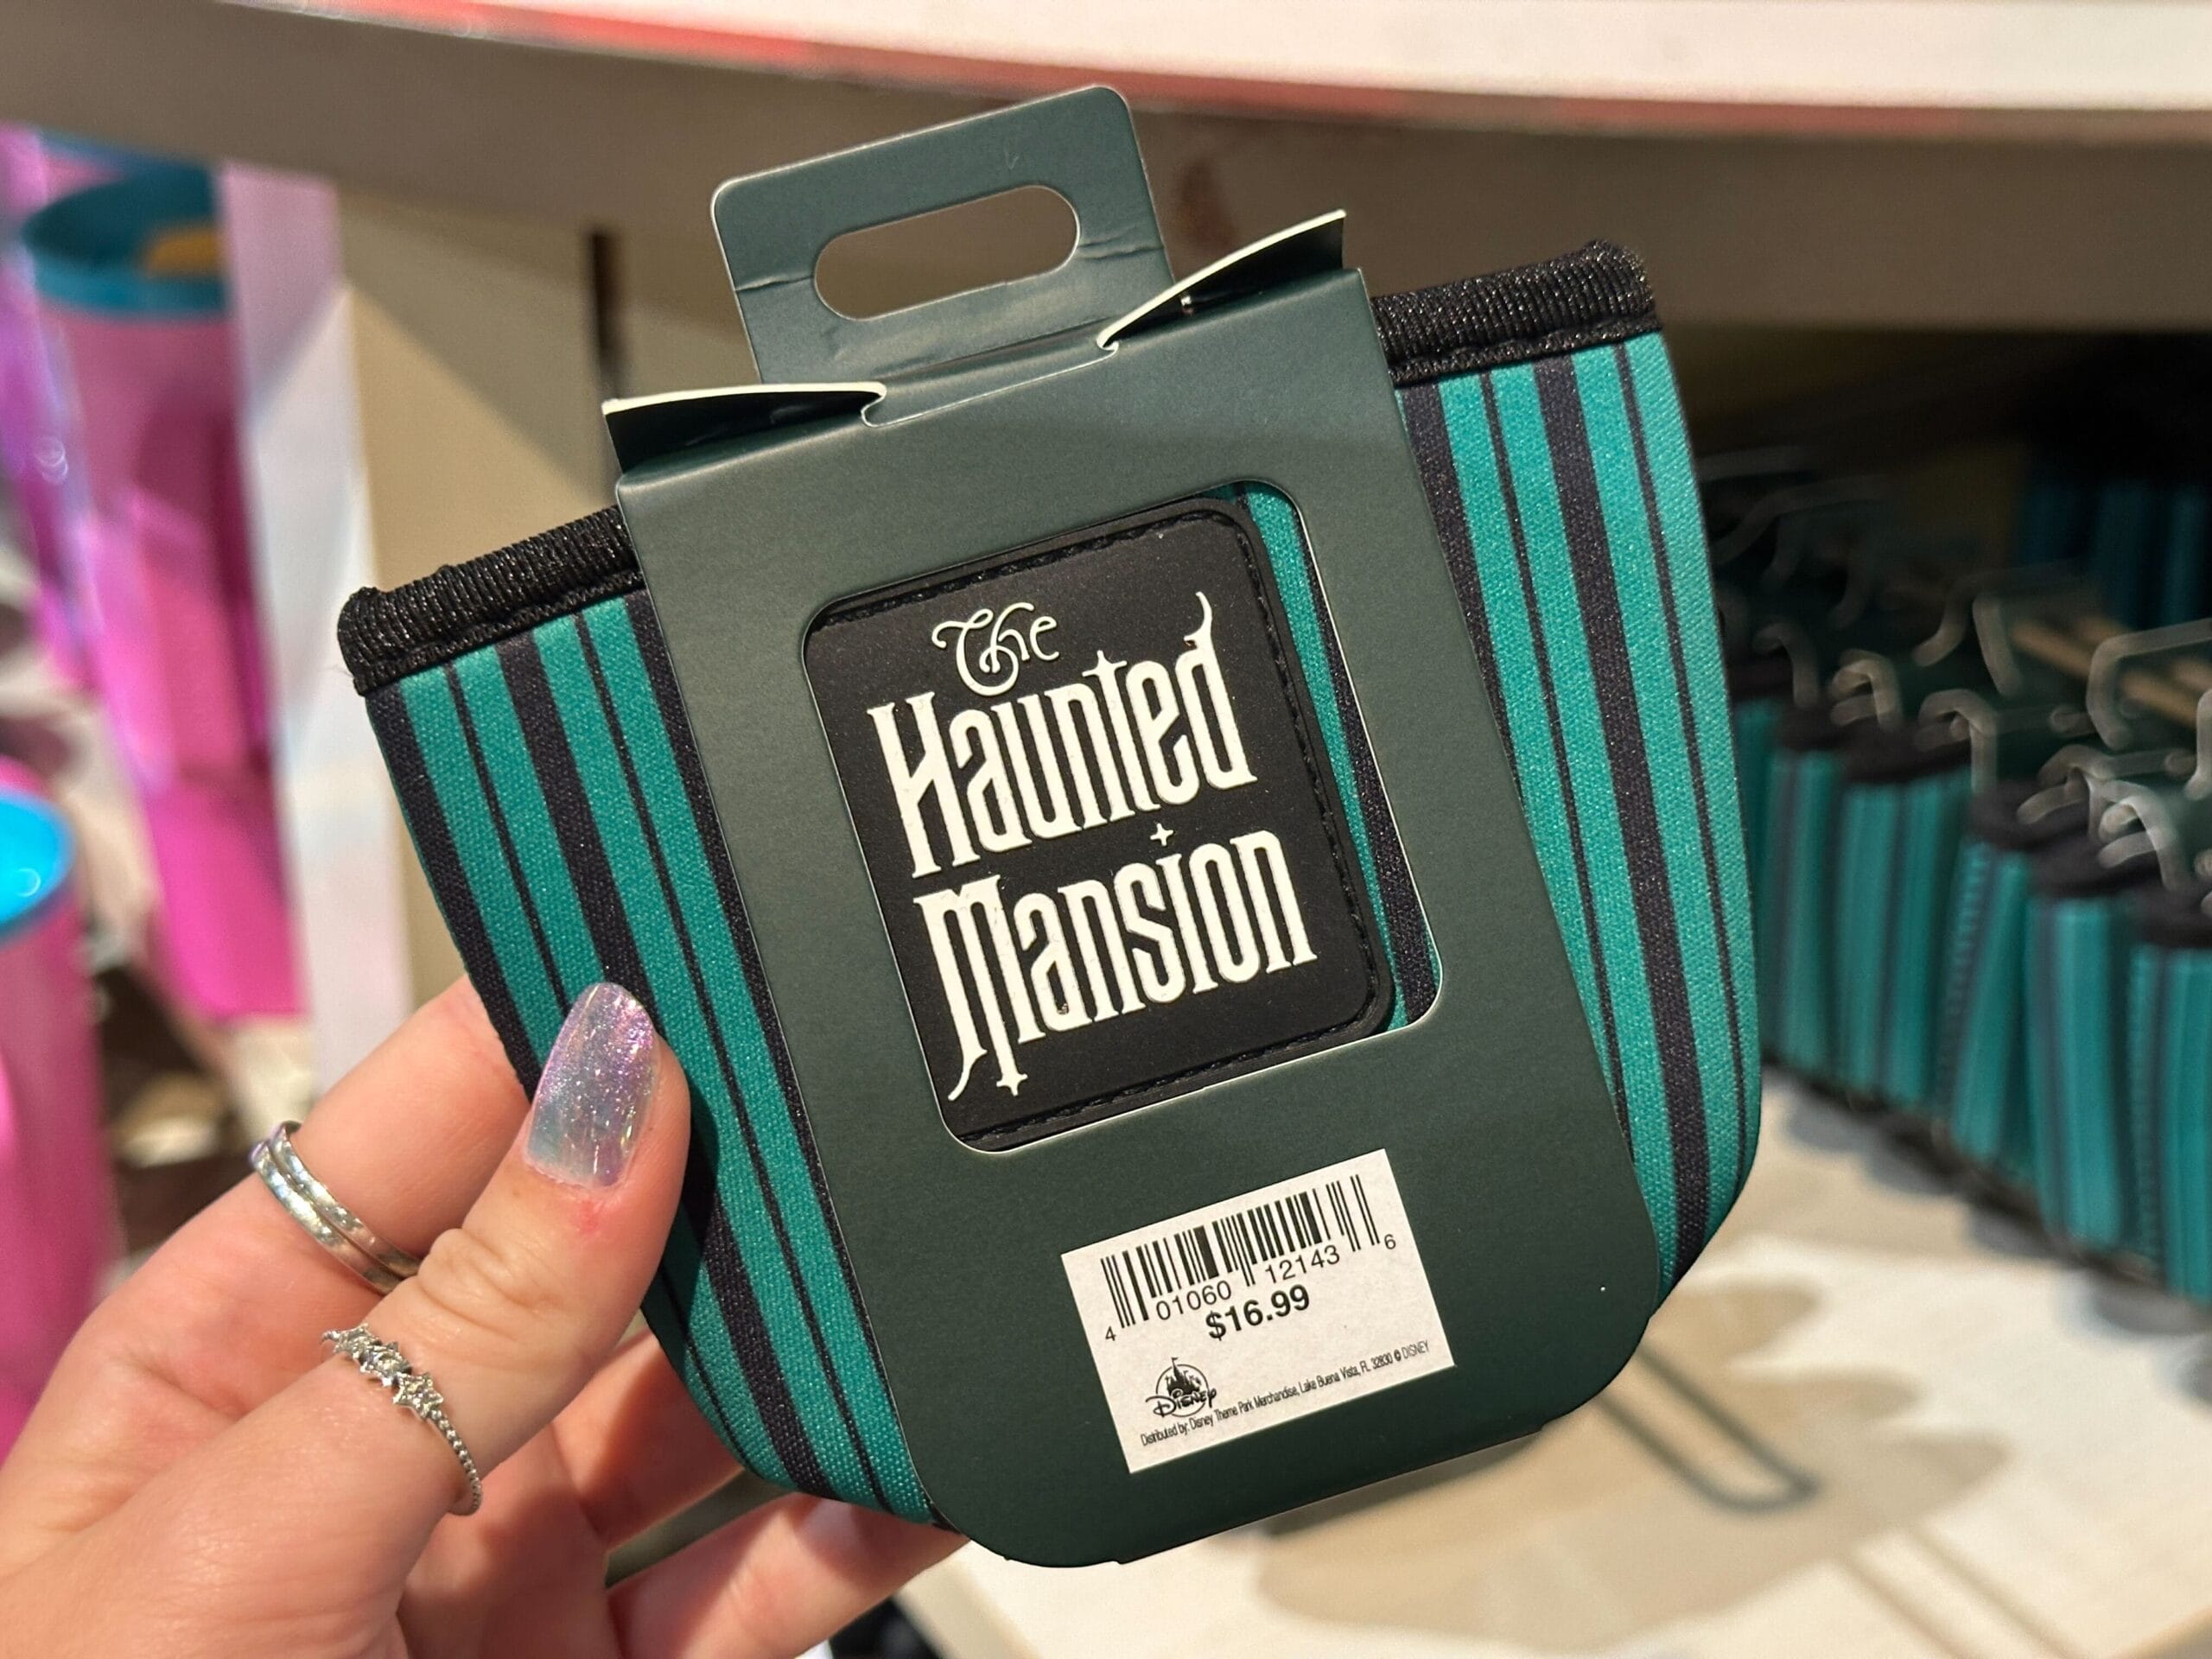 The
Haunted
Mansion
4 01060 12143 6
$16.99
Disney
Distributed by: Disney Theme Park Merchandise, Lake Buena Vista, FL 32830 © DISNEY